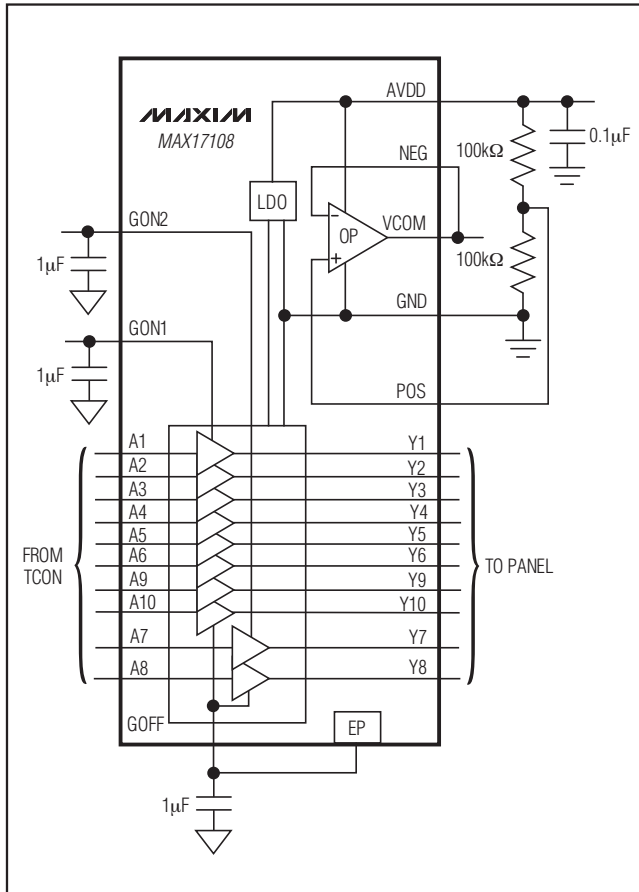 MAXIM
MAX17108
AVDD
NEG
100kΩ
0.1µF
LDO
OP
VCOM
GON2
1µF
100kΩ
GND
GON1
1µF
POS
A1
Y1
A2
Y2
A3
Y3
A4
Y4
A5
Y5
A6
Y6
A9
Y9
A10
Y10
A7
Y7
A8
Y8
FROM
TCON
TO PANEL
GOFF
EP
1µF